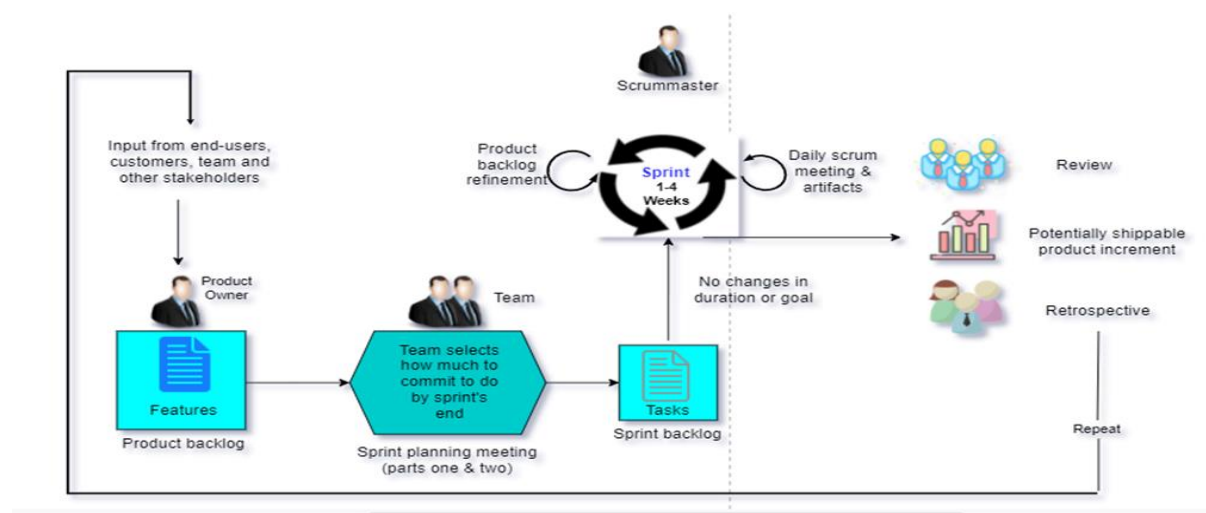 Scrummaster
Input from end-users,
customers, team and
other stakeholders
Product
backlog
refinement
Sprint
1-4
Weeks
Daily scrum
meeting &
artifacts
Review
Potentially shippable
product increment
Retrospective
No changes in
duration or goal
Product
Owner
Team
Features
Product backlog
Team selects
how much to
commit to do
by sprint's
end
Sprint planning meeting
(parts one & two)
Tasks
Sprint backlog
Repeat